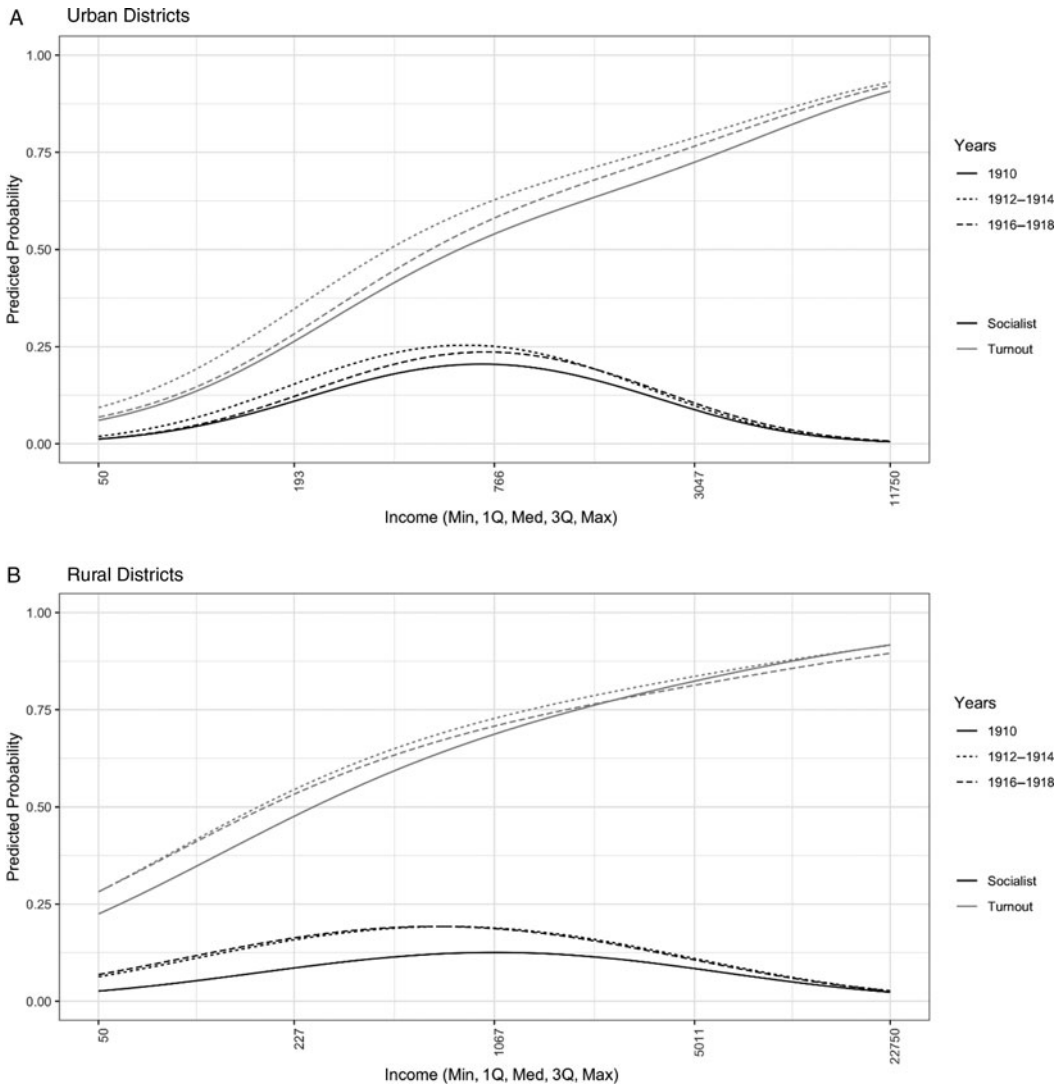 A Urban Districts
1.00
0.75
0.50
0.25
0.00
Predicted Probability
50
193
766
3047
11750
Income (Min, 1Q, Med, 3Q, Max)
Years
1910
1912–1914
1916–1918
Socialist
Turnout
B Rural Districts
1.00
0.75
0.50
0.25
0.00
Predicted Probability
50
227
1067
5011
22750
Income (Min, 1Q, Med, 3Q, Max)
Years
1910
1912–1914
1916–1918
Socialist
Turnout